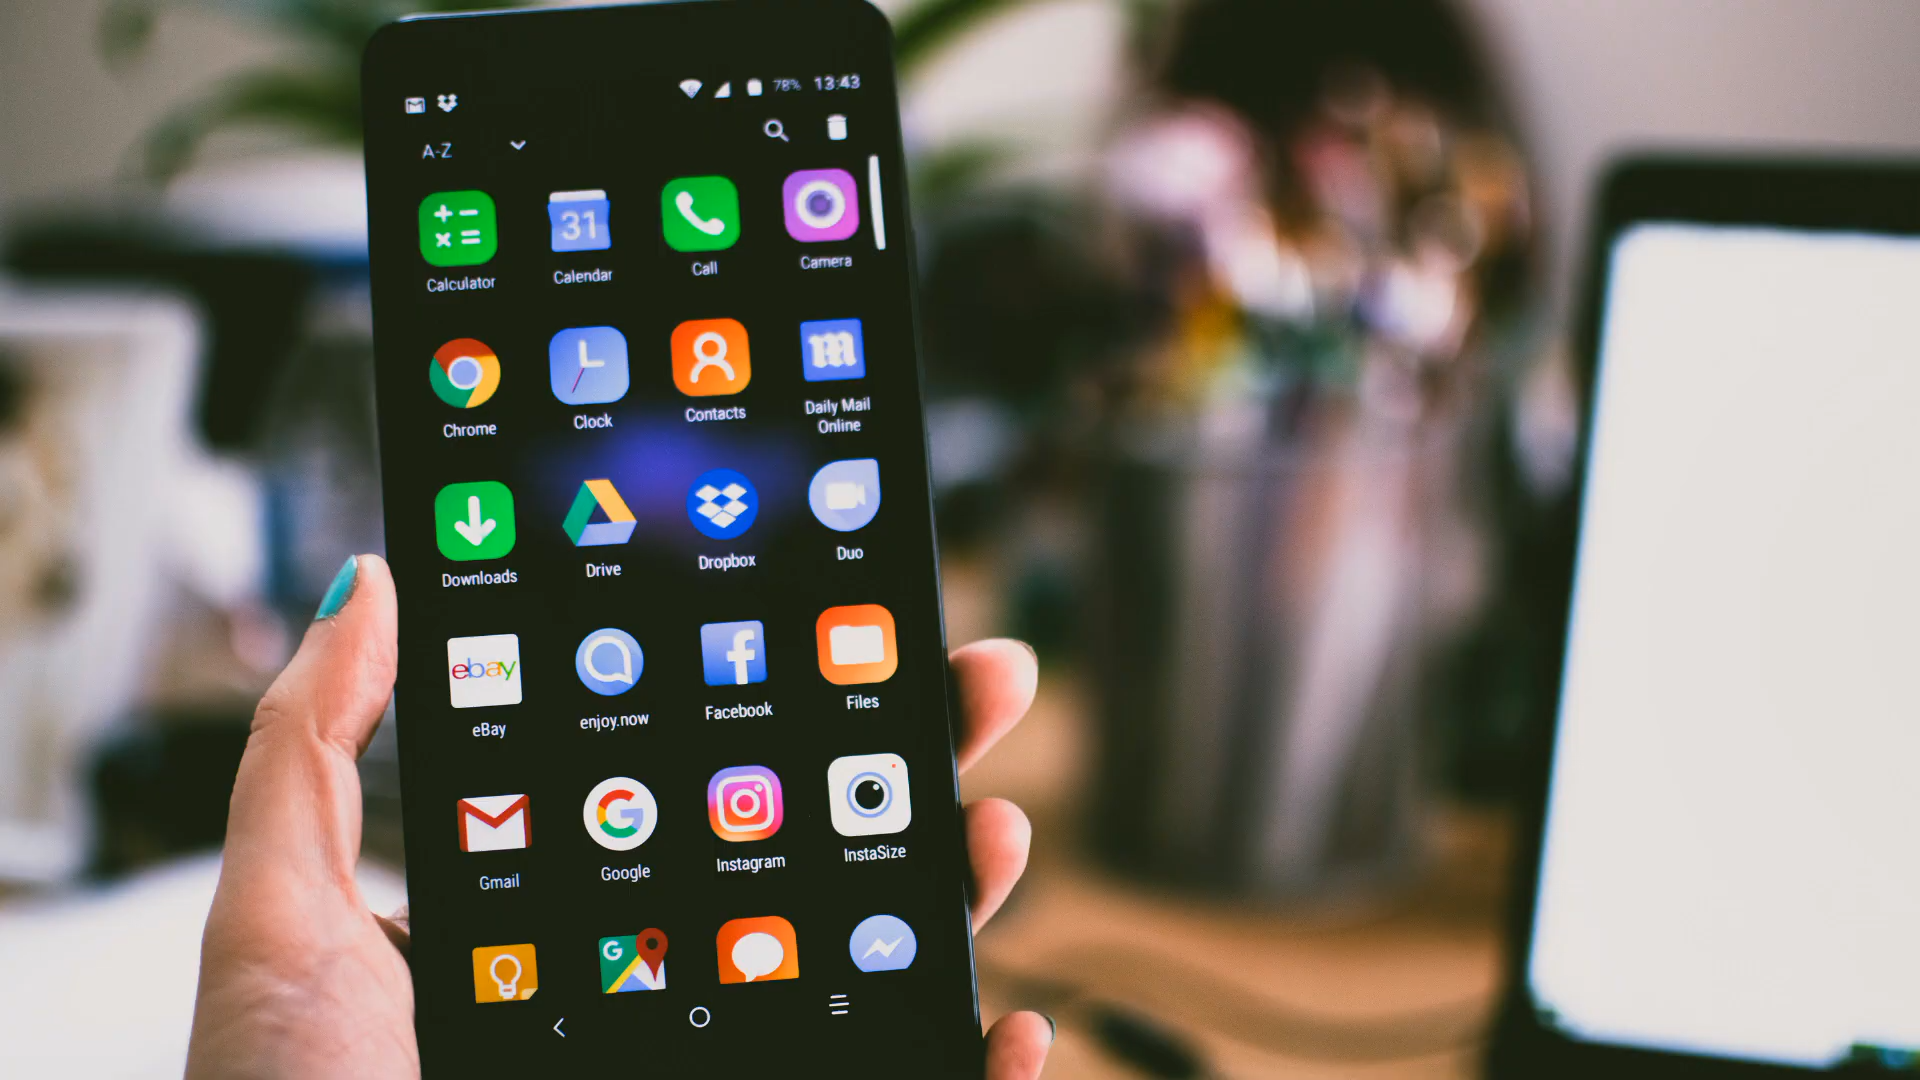 78% 13:43
A-Z
31
Calculator Calendar Call Camera
m
Chrome Clock Contacts Daily Mail
Online
Downloads Drive Dropbox Duo
ebay f
eBay enjoy.now Facebook Files
G
Gmail Google Instagram InstaSize
G